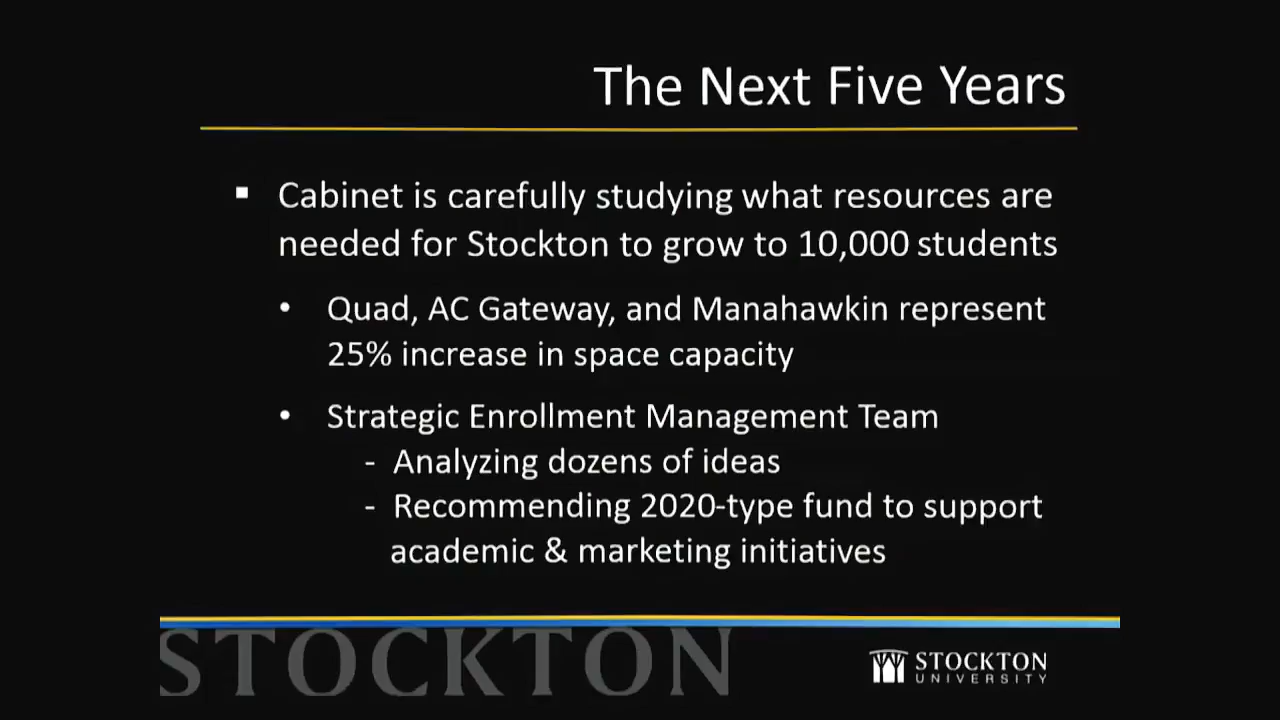 The Next Five Years
▪ Cabinet is carefully studying what resources are
needed for Stockton to grow to 10,000 students
• Quad, AC Gateway, and Manahawkin represent
25% increase in space capacity
• Strategic Enrollment Management Team
- Analyzing dozens of ideas
- Recommending 2020-type fund to support
academic & marketing initiatives
STOCKTON
STOCKTON
UNIVERSITY